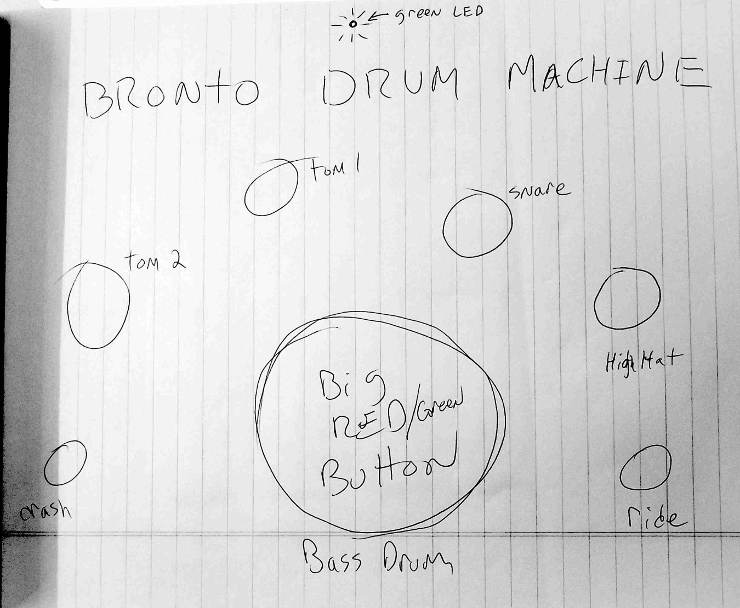 green LED
BRONTO DRUM MACHINE
TOM 1
snare
TOM 2
High Hat
Big
RED/Green
Button
crash
ride
Bass Drum